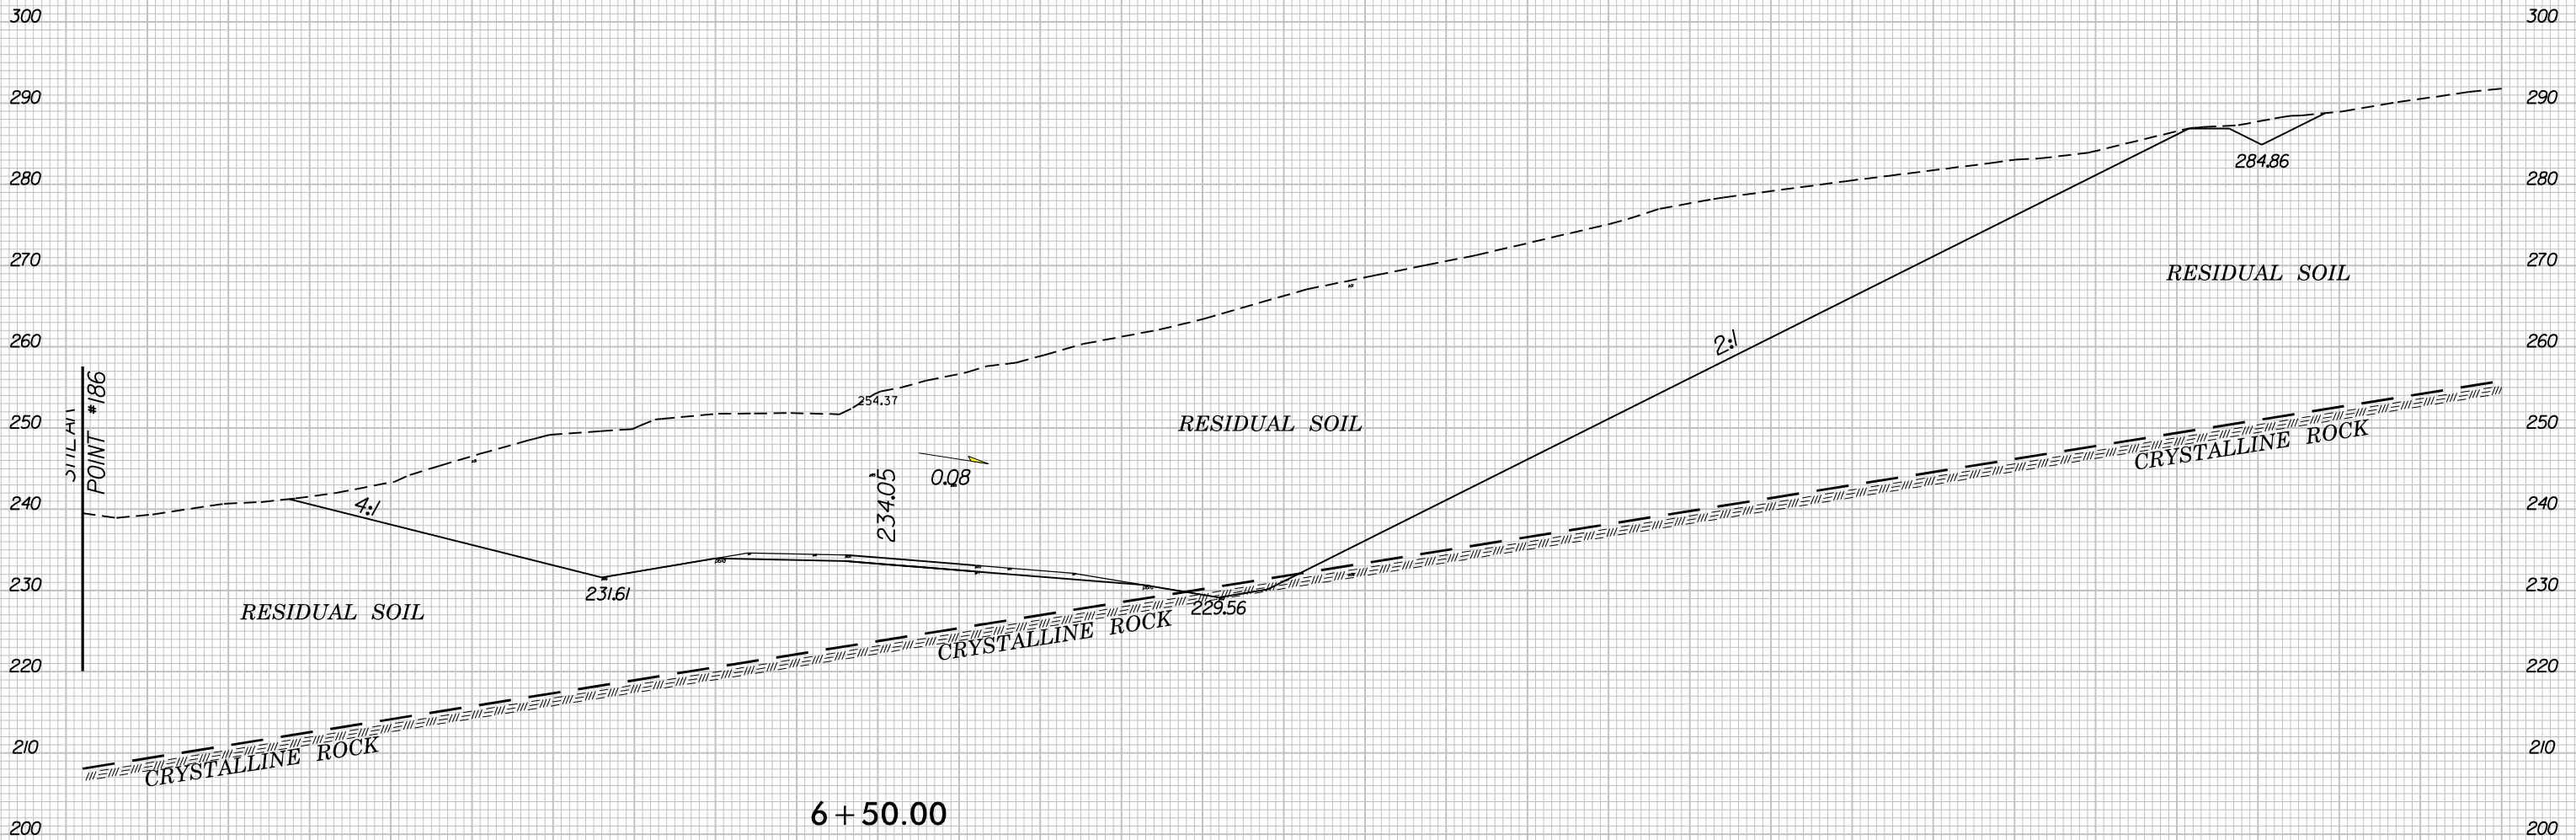 300 300
290 290
284.86
280 280
270 RESIDUAL SOIL 270
260 2:1 260
POINT #186
254.37
250 RESIDUAL SOIL CRYSTALLINE ROCK 250
234.05 0.08
240 4:1 240
230 231.61 229.56 230
RESIDUAL SOIL CRYSTALLINE ROCK
220 220
210 CRYSTALLINE ROCK 210
6+50.00
200 200